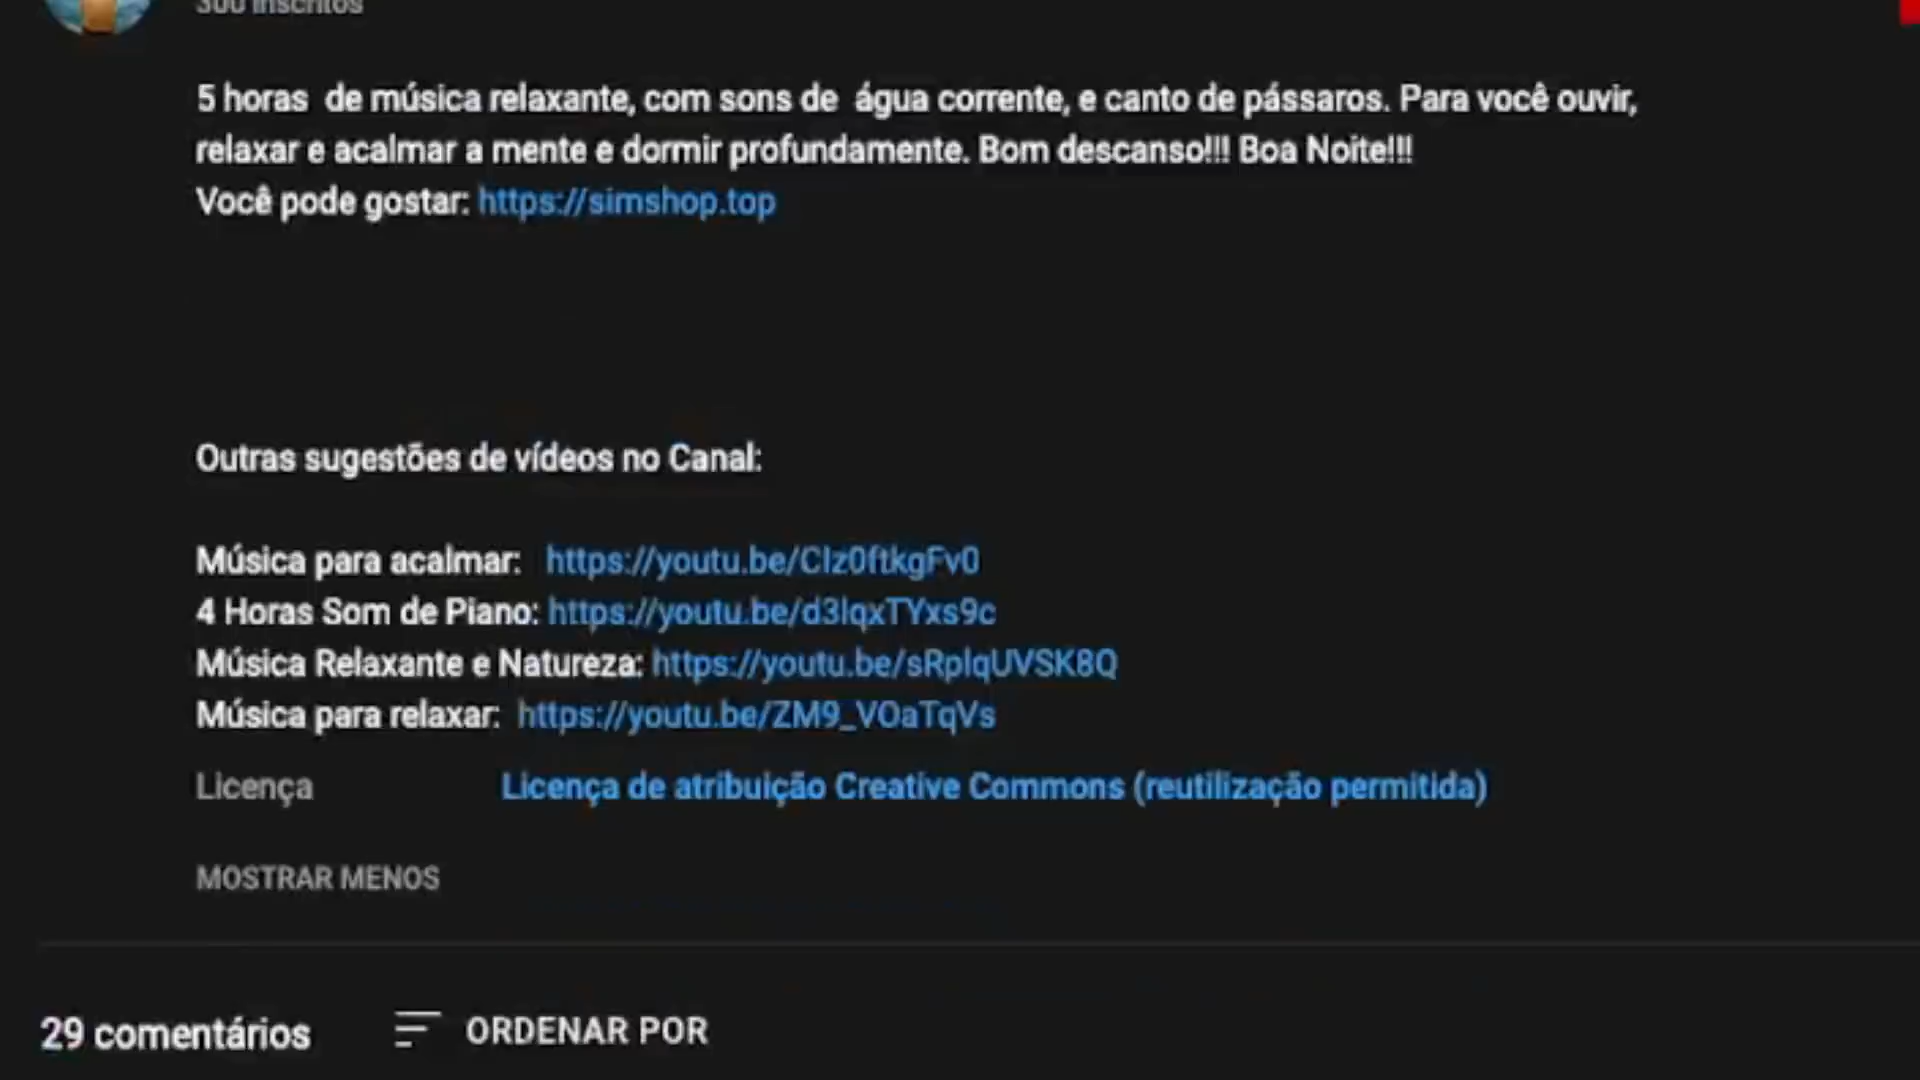 300 inscritos
5 horas  de música relaxante, com sons de  água corrente, e canto de pássaros. Para você ouvir,
relaxar e acalmar a mente e dormir profundamente. Bom descanso!!! Boa Noite!!!
Você pode gostar: https://simshop.top
Outras sugestões de vídeos no Canal:
Música para acalmar:   https://youtu.be/Clz0ftkgFv0
4 Horas Som de Piano: https://youtu.be/d3lqxTYxs9c
Música Relaxante e Natureza: https://youtu.be/sRplqUVSK8Q
Música para relaxar:  https://youtu.be/ZM9_VOaTqVs
Licença Licença de atribuição Creative Commons (reutilização permitida)
MOSTRAR MENOS
29 comentários ORDENAR POR